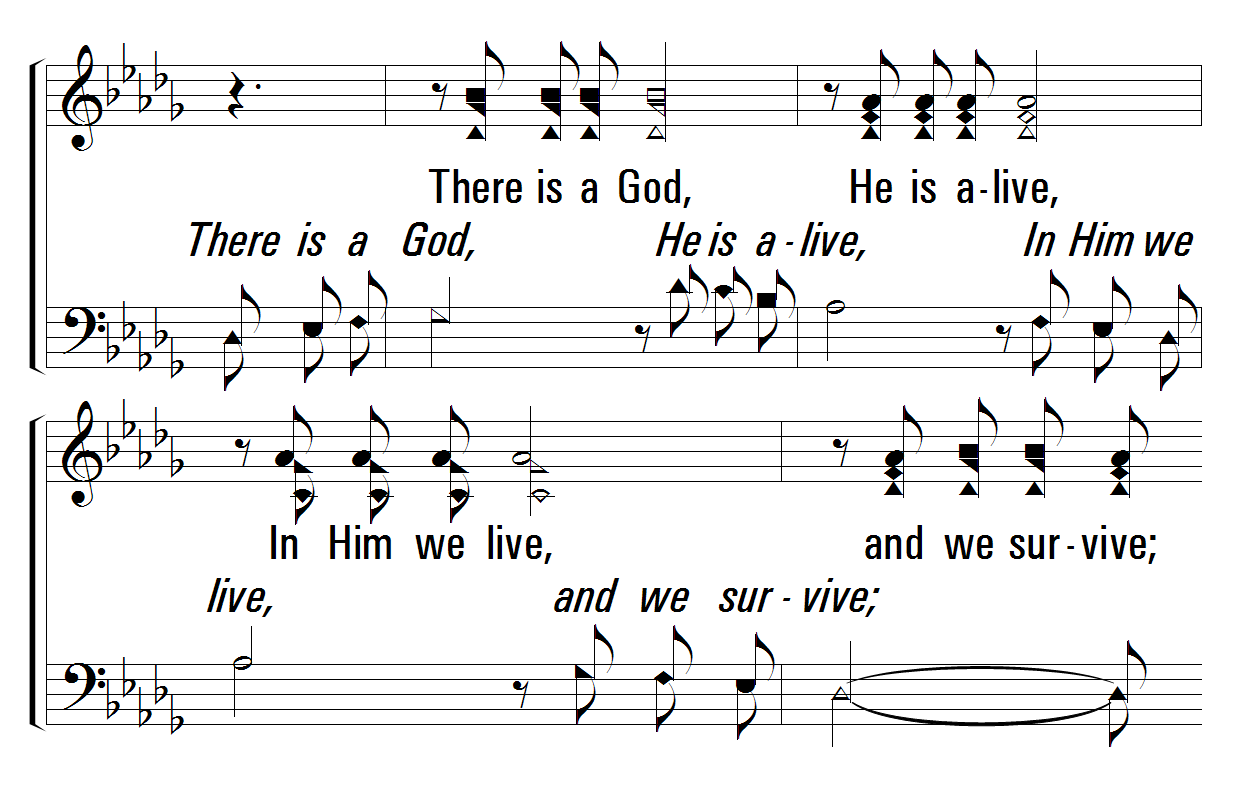 There is a God, He is a-live,
There is a God, He is a-live, In Him we
In Him we live, and we sur-vive;
live, and we sur-vive;